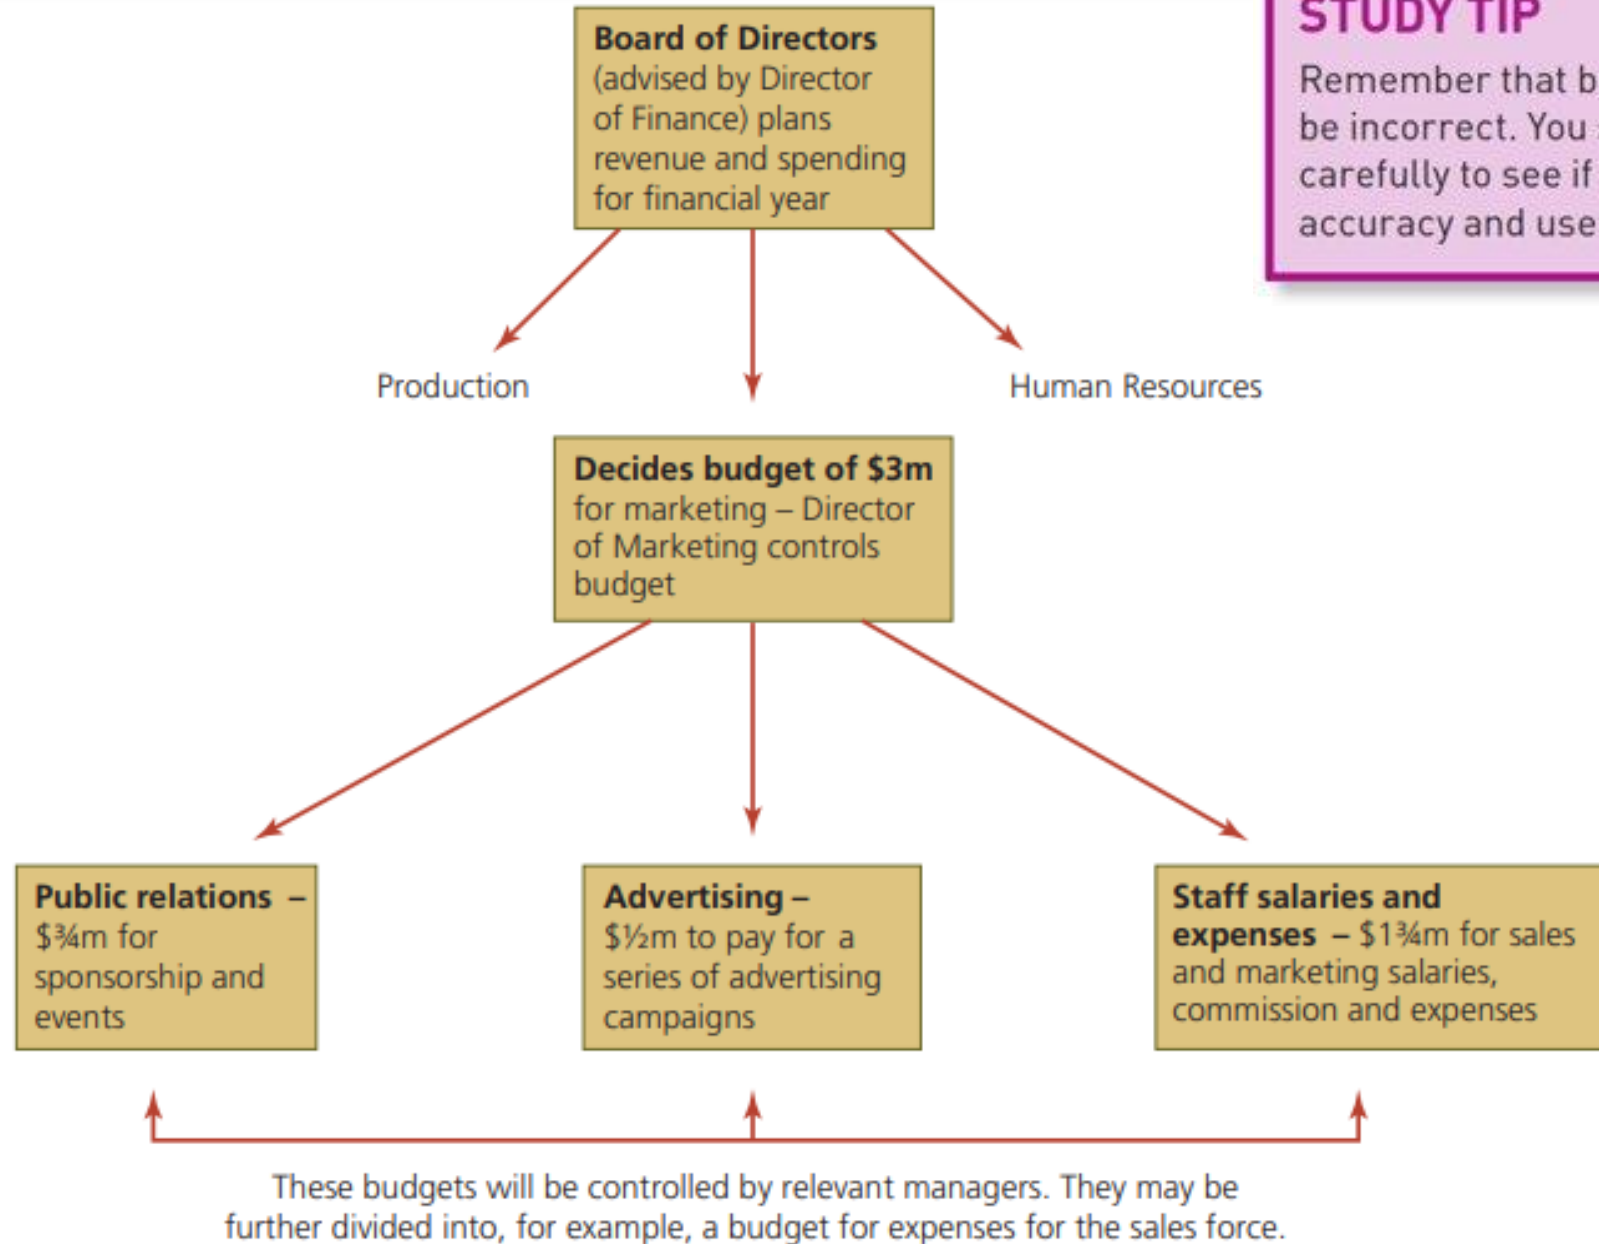 Board of Directors
(advised by Director
of Finance) plans
revenue and spending
for financial year
STUDY TIP
Remember that b
be incorrect. You
carefully to see if
accuracy and use
Production
Human Resources
Decides budget of $3m
for marketing – Director
of Marketing controls
budget
Public relations –
$¾m for
sponsorship and
events
Advertising –
$½m to pay for a
series of advertising
campaigns
Staff salaries and
expenses – $1¾m for sales
and marketing salaries,
commission and expenses
These budgets will be controlled by relevant managers. They may be
further divided into, for example, a budget for expenses for the sales force.